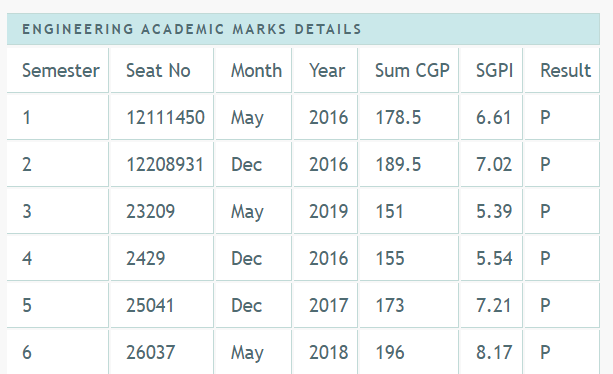 ENGINEERING ACADEMIC MARKS DETAILS
Semester Seat No Month Year Sum CGP SGPI Result
1 12111450 May 2016 178.5 6.61 P
2 12208931 Dec 2016 189.5 7.02 P
3 23209 May 2019 151 5.39 P
4 2429 Dec 2016 155 5.54 P
5 25041 Dec 2017 173 7.21 P
6 26037 May 2018 196 8.17 P